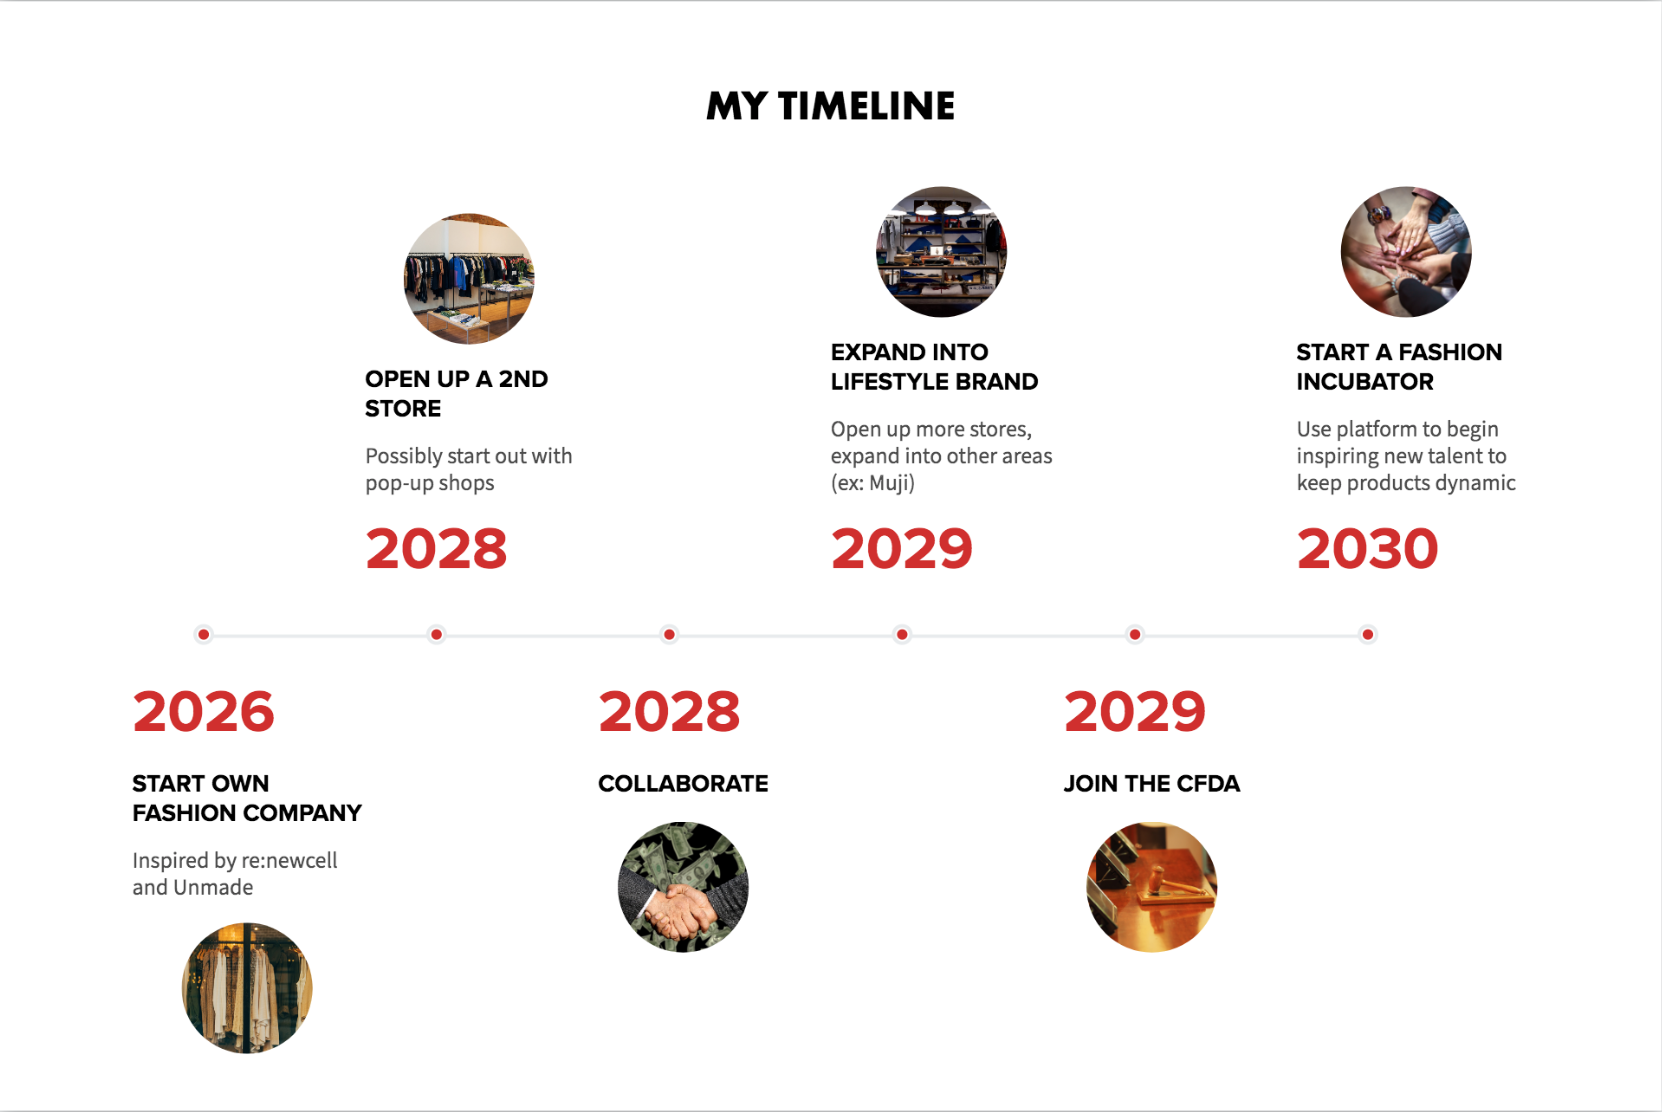 MY TIMELINE
OPEN UP A 2ND
STORE
Possibly start out with
pop-up shops
2028
EXPAND INTO
LIFESTYLE BRAND
Open up more stores,
expand into other areas
(ex: Muji)
2029
START A FASHION
INCUBATOR
Use platform to begin
inspiring new talent to
keep products dynamic
2030
2026
START OWN
FASHION COMPANY
Inspired by re:newcell
and Unmade
2028
COLLABORATE
2029
JOIN THE CFDA